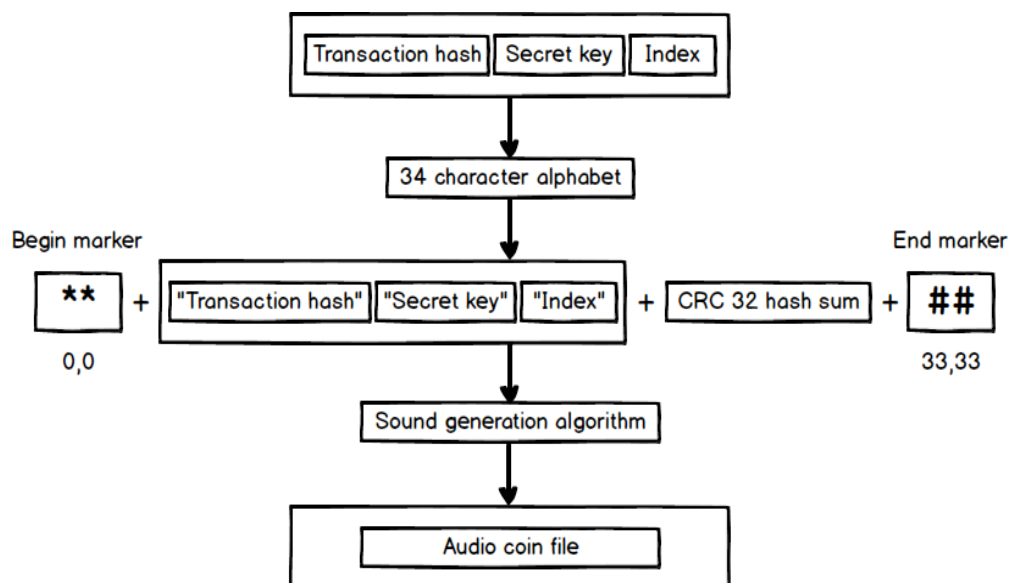 Transaction hash Secret key Index
34 character alphabet
Begin marker End marker
** + "Transaction hash" "Secret key" "Index" + CRC 32 hash sum + ##
0,0 33,33
Sound generation algorithm
Audio coin file